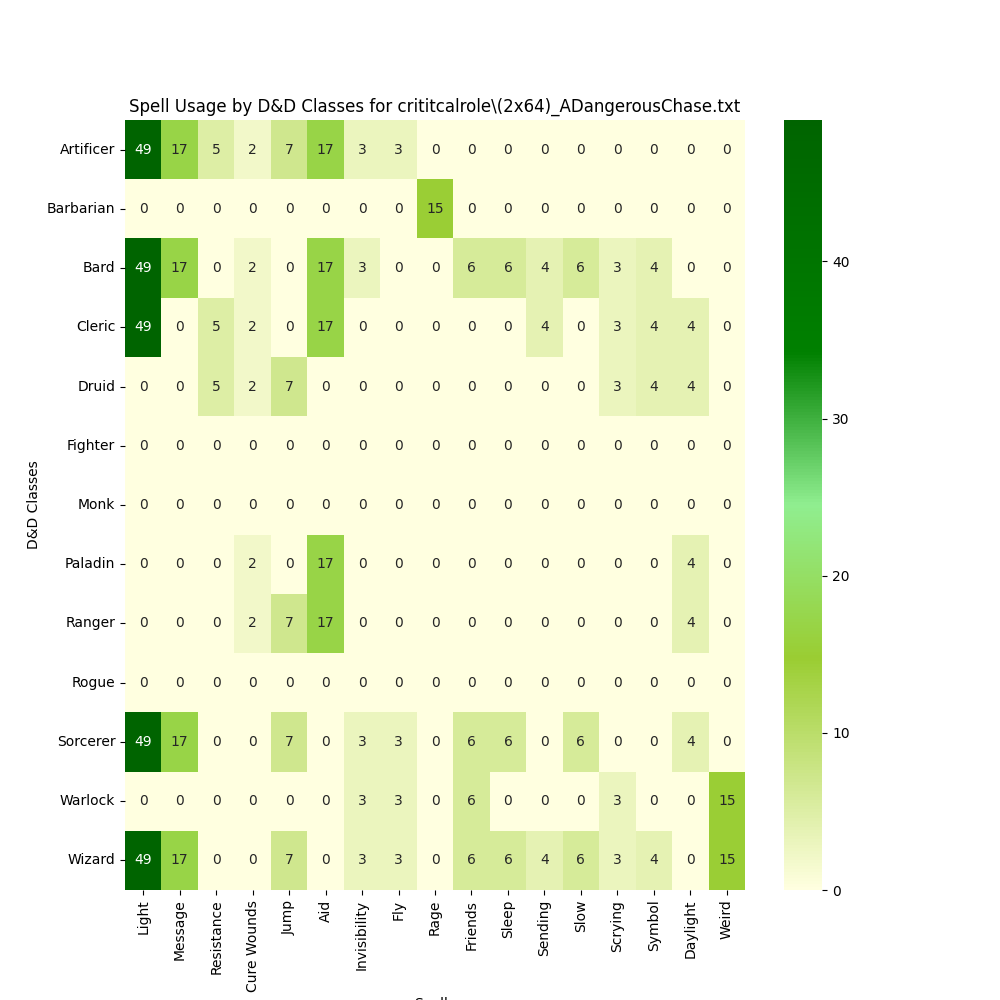 Spell Usage by D&D Classes for crititcalrole\(2x64)_ADangerousChase.txt
D&D Classes
Artificer 49 17 5 2 7 17 3 3 0 0 0 0 0 0 0 0 0
Barbarian 0 0 0 0 0 0 0 0 15 0 0 0 0 0 0 0 0
Bard 49 17 0 2 0 17 3 0 0 6 6 4 6 3 4 0 0
Cleric 49 0 5 2 0 17 0 0 0 0 0 4 0 3 4 4 0
Druid 0 0 5 2 7 0 0 0 0 0 0 0 0 3 4 4 0
Fighter 0 0 0 0 0 0 0 0 0 0 0 0 0 0 0 0 0
Monk 0 0 0 0 0 0 0 0 0 0 0 0 0 0 0 0 0
Paladin 0 0 0 2 0 17 0 0 0 0 0 0 0 0 0 4 0
Ranger 0 0 0 2 7 17 0 0 0 0 0 0 0 0 0 4 0
Rogue 0 0 0 0 0 0 0 0 0 0 0 0 0 0 0 0 0
Sorcerer 49 17 0 0 7 0 3 3 0 6 6 0 6 0 0 4 0
Warlock 0 0 0 0 0 0 3 3 0 6 0 0 0 3 0 0 15
Wizard 49 17 0 0 7 0 3 3 0 6 6 4 6 3 4 0 15
Light
Message
Resistance
Cure Wounds
Jump
Aid
Invisibility
Fly
Rage
Friends
Sleep
Sending
Slow
Scrying
Symbol
Daylight
Weird
40
30
20
10
0